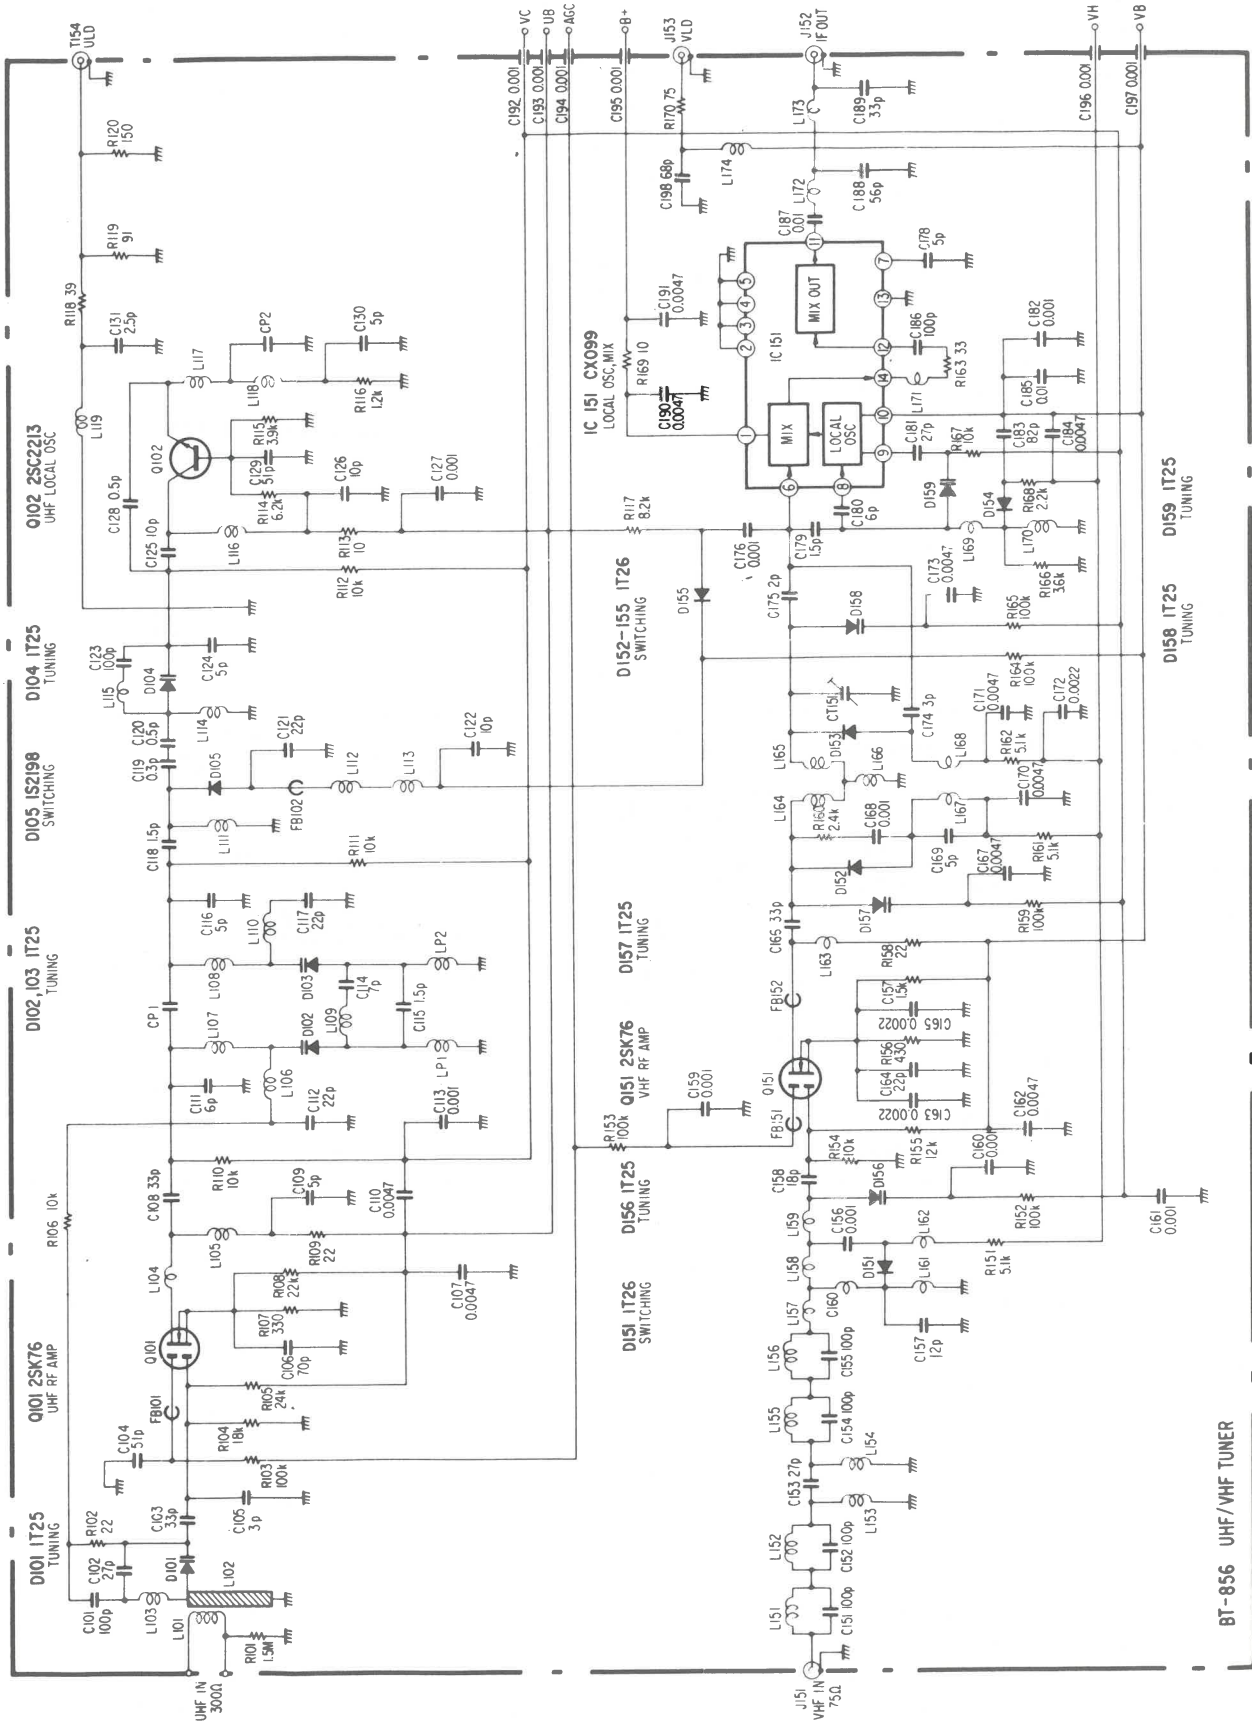 UHF IN
300Ω
R101
1.5M
L101
L102
L103
C101
100p
C102
27p
R102
22
D101 1T25
TUNING
D101
C103
33p
C105
3p
C104
51p
R103
100k
R104
18k
R105
24k
FB101
Q101 2SK76
UHF RF AMP
Q101
C106
70p
R107
330
R108
22k
L104
L105
R109
22
C107
0.0047
R106 10k
C108 33p
C109
5p
C110
0.0047
R110
10k
C113
0.001
C112
22p
C111
6p
L106
L107
D102
LP1
CP1
L109
C115 1.5p
C114
7p
D103
L108
LP2
D102,103 1T25
TUNING
L110
C116
5p
C117
22p
R111
10k
C118 1.5p
L111
D105 1S2198
SWITCHING
D105
FB102
C121
22p
L112
L113
C122
10p
C119
0.3p
C120
0.5p
L114
L115
D104 1T25
TUNING
D104
C123
100p
C124
5p
R112
10k
R113
10
C125 10p
C128 0.5p
L116
Q102 2SC2213
UHF LOCAL OSC
Q102
R114
6.2k
C129
51p
R115
3.9k
C126
10p
C127
0.001
L117
L118
L119
CP2
R116
1.2k
C130
5p
C131
2.5p
R118 39
R119
91
R120
150
T154
ULD
C192 0.001
VC
C193 0.001
UB
C194 0.001
AGC
C195 0.001
B+
J153
VLD
J152
IF OUT
C196 0.001
VH
C197 0.001
VB
J151
VHF IN
75Ω
L151
C151 100p
L152
C152 100p
L153
C153 27p
L154
L155
C154 100p
L156
C155 100p
L157
L158
L159
C160
C157
12p
D151
L161
L162
C156
0.001
R151
5.1k
D151 1T26
SWITCHING
D156 1T25
TUNING
C158
18p
D156
R152
100k
C160
0.001
C161
0.001
R154
10k
R155
12k
R153
100k
C159
0.001
FB151
Q151 2SK76
VHF RF AMP
Q151
C162
0.0047
C163 0.0022
C164
22p
R156
430
C165 0.0022
C157
1.5k
R158
22
FB152
L163
D157 1T25
TUNING
C165 33p
D157
R159
100k
C167
0.0047
D152
R160
2.4k
C168
0.001
C169
5p
L164
L165
L166
L167
L168
R161
5.1k
C170
0.0047
R162
5.1k
C171
0.0047
C172
0.0022
D153
CT151
C174 3p
R164
100k
R165
100k
C173
0.0047
D158
C175 2p
D155
D152-155 1T26
SWITCHING
D158 1T25
TUNING
D159 1T25
TUNING
R117
8.2k
C176
0.001
C179
1.5p
C180
6p
L169
L170
R166
3.6k
D154
D159
R168
2.2k
R167
10k
C181
27p
C183
82p
C184
0.0047
C185
0.01
C182
0.001
IC 151 CX099
LOCAL OSC, MIX
IC 151
MIX
LOCAL
OSC
MIX OUT
1
2
3
4
5
6
7
8
9
10
11
12
13
14
L171
R163 33
C186
100p
C178
5p
C190
0.0047
R169 10
C191
0.0047
C187
0.01
L172
C188
56p
L173
C189
33p
C198 68p
R170 75
L174
BT-856 UHF/VHF TUNER